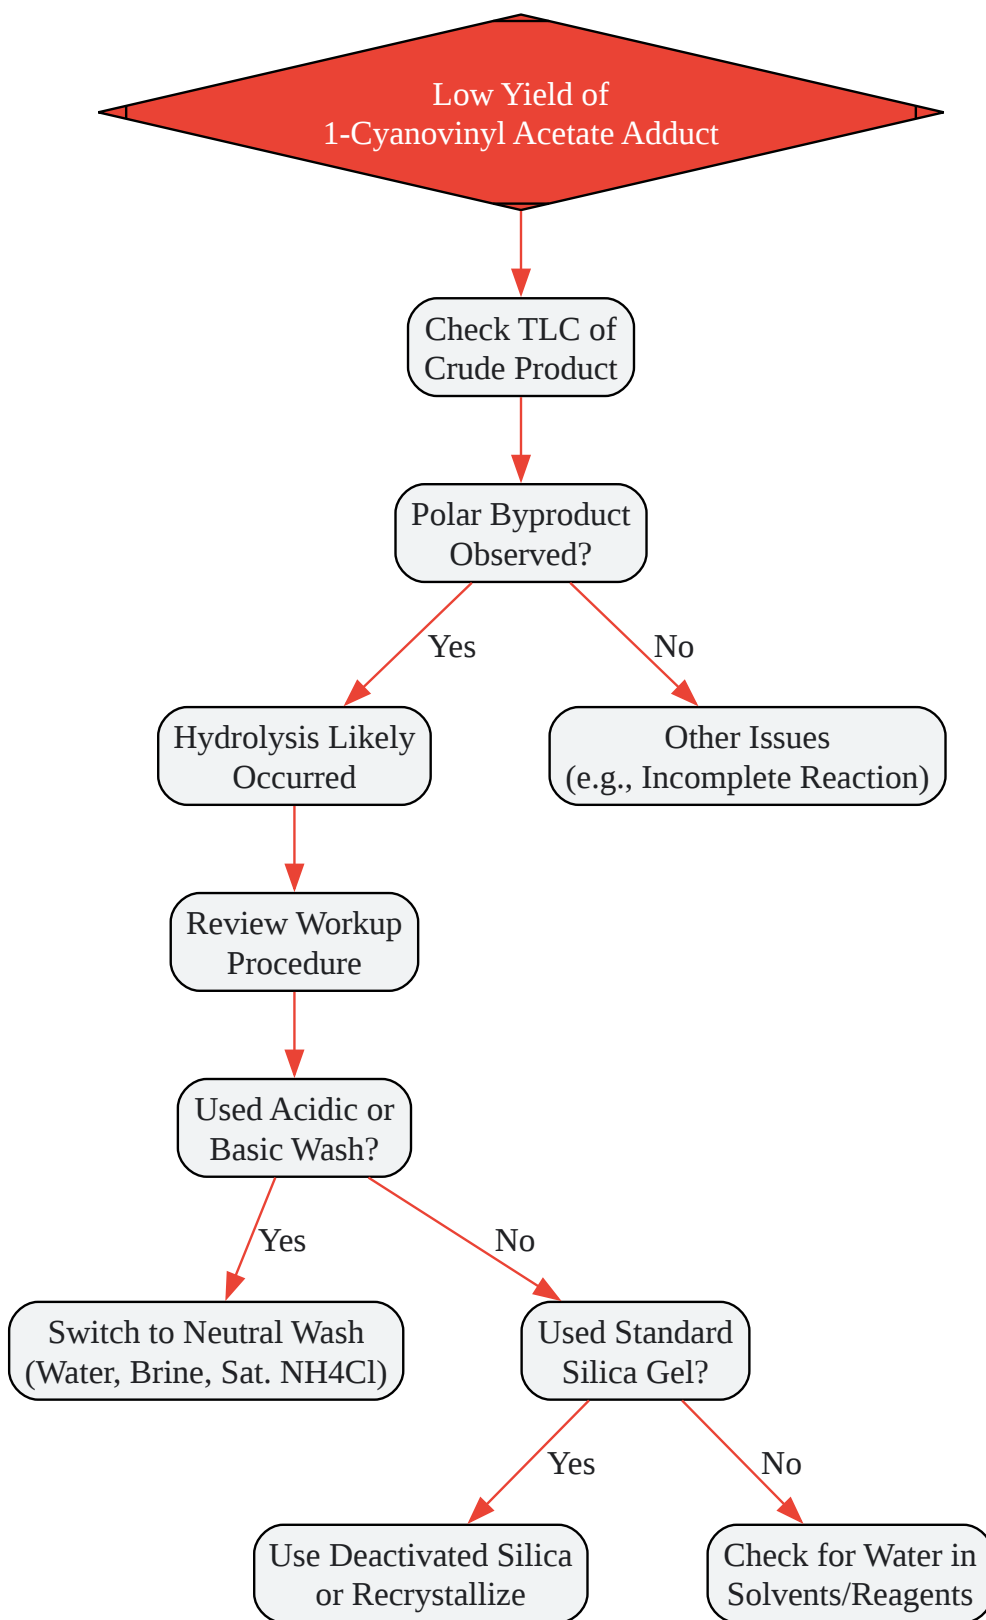 Low Yield of
1-Cyanovinyl Acetate Adduct
Check TLC of
Crude Product
Polar Byproduct
Observed?
Yes
No
Hydrolysis Likely
Occurred
Other Issues
(e.g., Incomplete Reaction)
Review Workup
Procedure
Used Acidic or
Basic Wash?
Yes
No
Switch to Neutral Wash
(Water, Brine, Sat. NH4Cl)
Used Standard
Silica Gel?
Yes
No
Use Deactivated Silica
or Recrystallize
Check for Water in
Solvents/Reagents